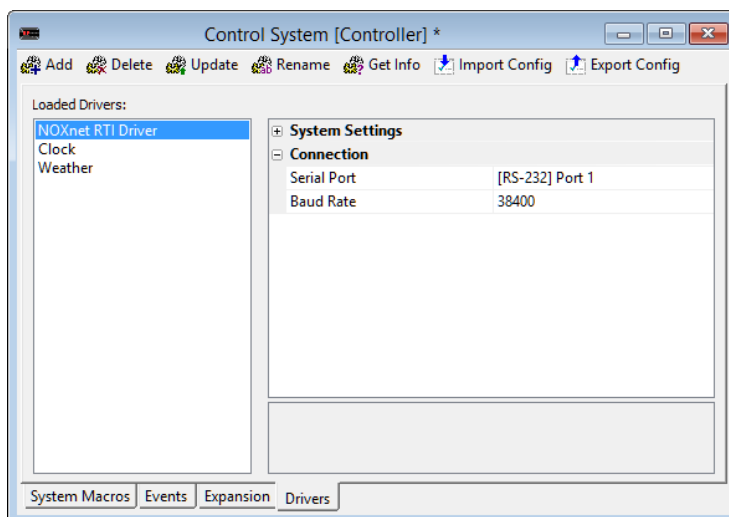 Control System [Controller] *
Add Delete Update Rename Get Info Import Config Export Config
Loaded Drivers:
NOXnet RTI Driver
Clock
Weather
System Settings
Connection
Serial Port [RS-232] Port 1
Baud Rate 38400
System Macros Events Expansion Drivers